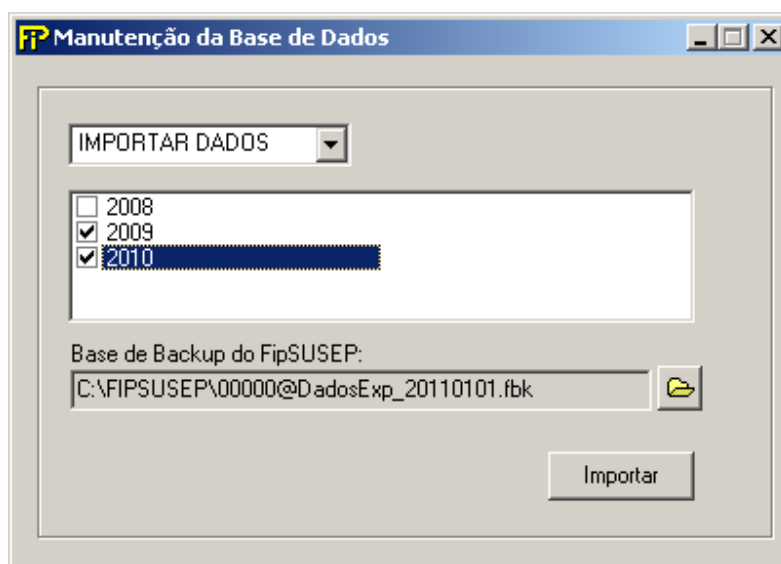 FIP Manutenção da Base de Dados
IMPORTAR DADOS
2008
2009
2010
Base de Backup do FipSUSEP:
C:\FIPSUSEP\00000@DadosExp_20110101.fbk
Importar